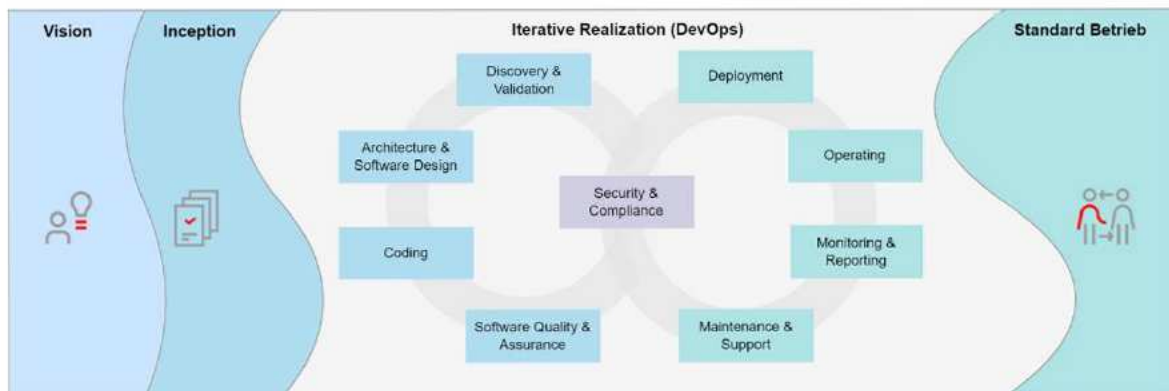 Vision
Inception
Iterative Realization (DevOps)
Standard Betrieb
Discovery &
Validation
Deployment
Architecture &
Software Design
Operating
Security &
Compliance
Coding
Monitoring &
Reporting
Software Quality &
Assurance
Maintenance &
Support